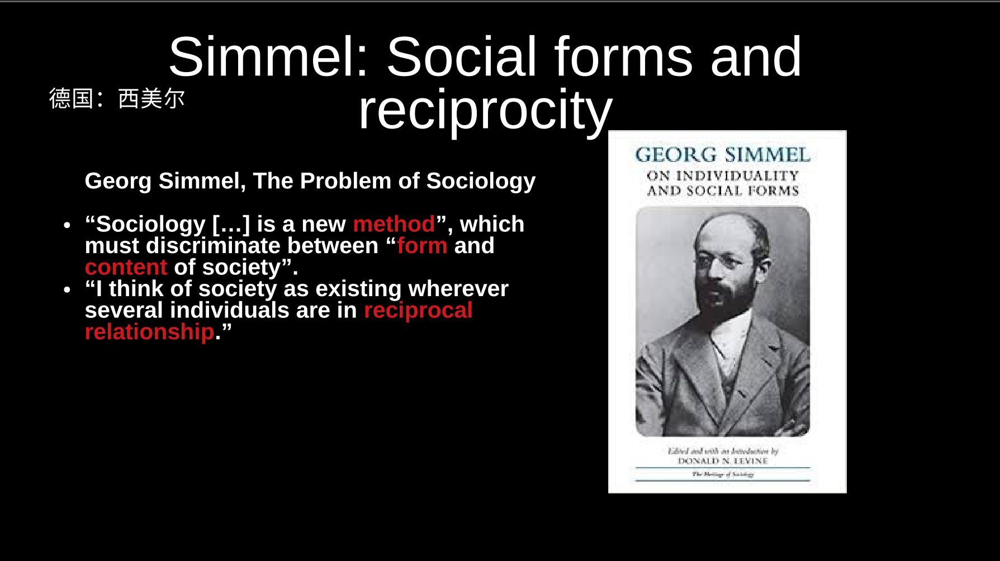 Simmel: Social forms and
reciprocity
德国：西美尔
Georg Simmel, The Problem of Sociology
• “Sociology […] is a new method”, which
must discriminate between “form and
content of society”.
• “I think of society as existing wherever
several individuals are in reciprocal
relationship.”
GEORG SIMMEL
ON INDIVIDUALITY
AND SOCIAL FORMS
Edited and with an Introduction by
DONALD N. LEVINE
The Heritage of Sociology